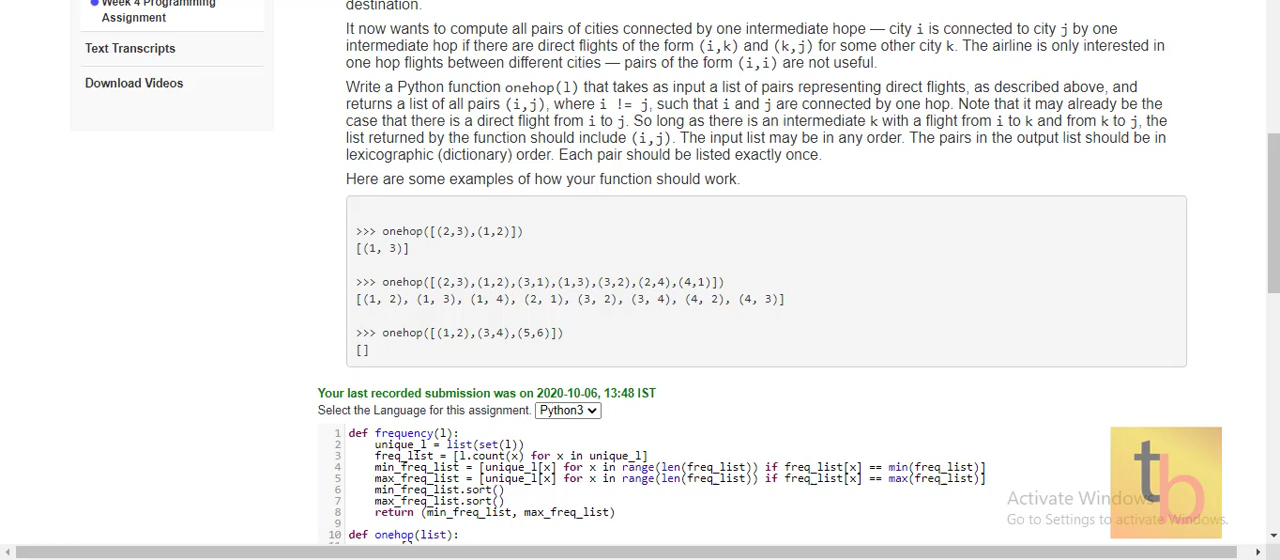 Week 4 Programming
Assignment
Text Transcripts
Download Videos
destination.
It now wants to compute all pairs of cities connected by one intermediate hope — city i is connected to city j by one
intermediate hop if there are direct flights of the form (i,k) and (k,j) for some other city k. The airline is only interested in
one hop flights between different cities — pairs of the form (i,i) are not useful.
Write a Python function onehop(l) that takes as input a list of pairs representing direct flights, as described above, and
returns a list of all pairs (i,j), where i != j, such that i and j are connected by one hop. Note that it may already be the
case that there is a direct flight from i to j. So long as there is an intermediate k with a flight from i to k and from k to j, the
list returned by the function should include (i,j). The input list may be in any order. The pairs in the output list should be in
lexicographic (dictionary) order. Each pair should be listed exactly once.
Here are some examples of how your function should work.
>>> onehop([(2,3),(1,2)])
[(1, 3)]
>>> onehop([(2,3),(1,2),(3,1),(1,3),(3,2),(2,4),(4,1)])
[(1, 2), (1, 3), (1, 4), (2, 1), (3, 2), (3, 4), (4, 2), (4, 3)]
>>> onehop([(1,2),(3,4),(5,6)])
[]
Your last recorded submission was on 2020-10-06, 13:48 IST
Select the Language for this assignment. Python3
1 def frequency(l):
2 unique_l = list(set(l))
3 freq_list = [l.count(x) for x in unique_l]
4 min_freq_list = [unique_l[x] for x in range(len(freq_list)) if freq_list[x] == min(freq_list)]
5 max_freq_list = [unique_l[x] for x in range(len(freq_list)) if freq_list[x] == max(freq_list)]
6 min_freq_list.sort()
7 max_freq_list.sort()
8 return (min_freq_list, max_freq_list)
9
10 def onehop(list):
tb
Activate Windows
Go to Settings to activate Windows.